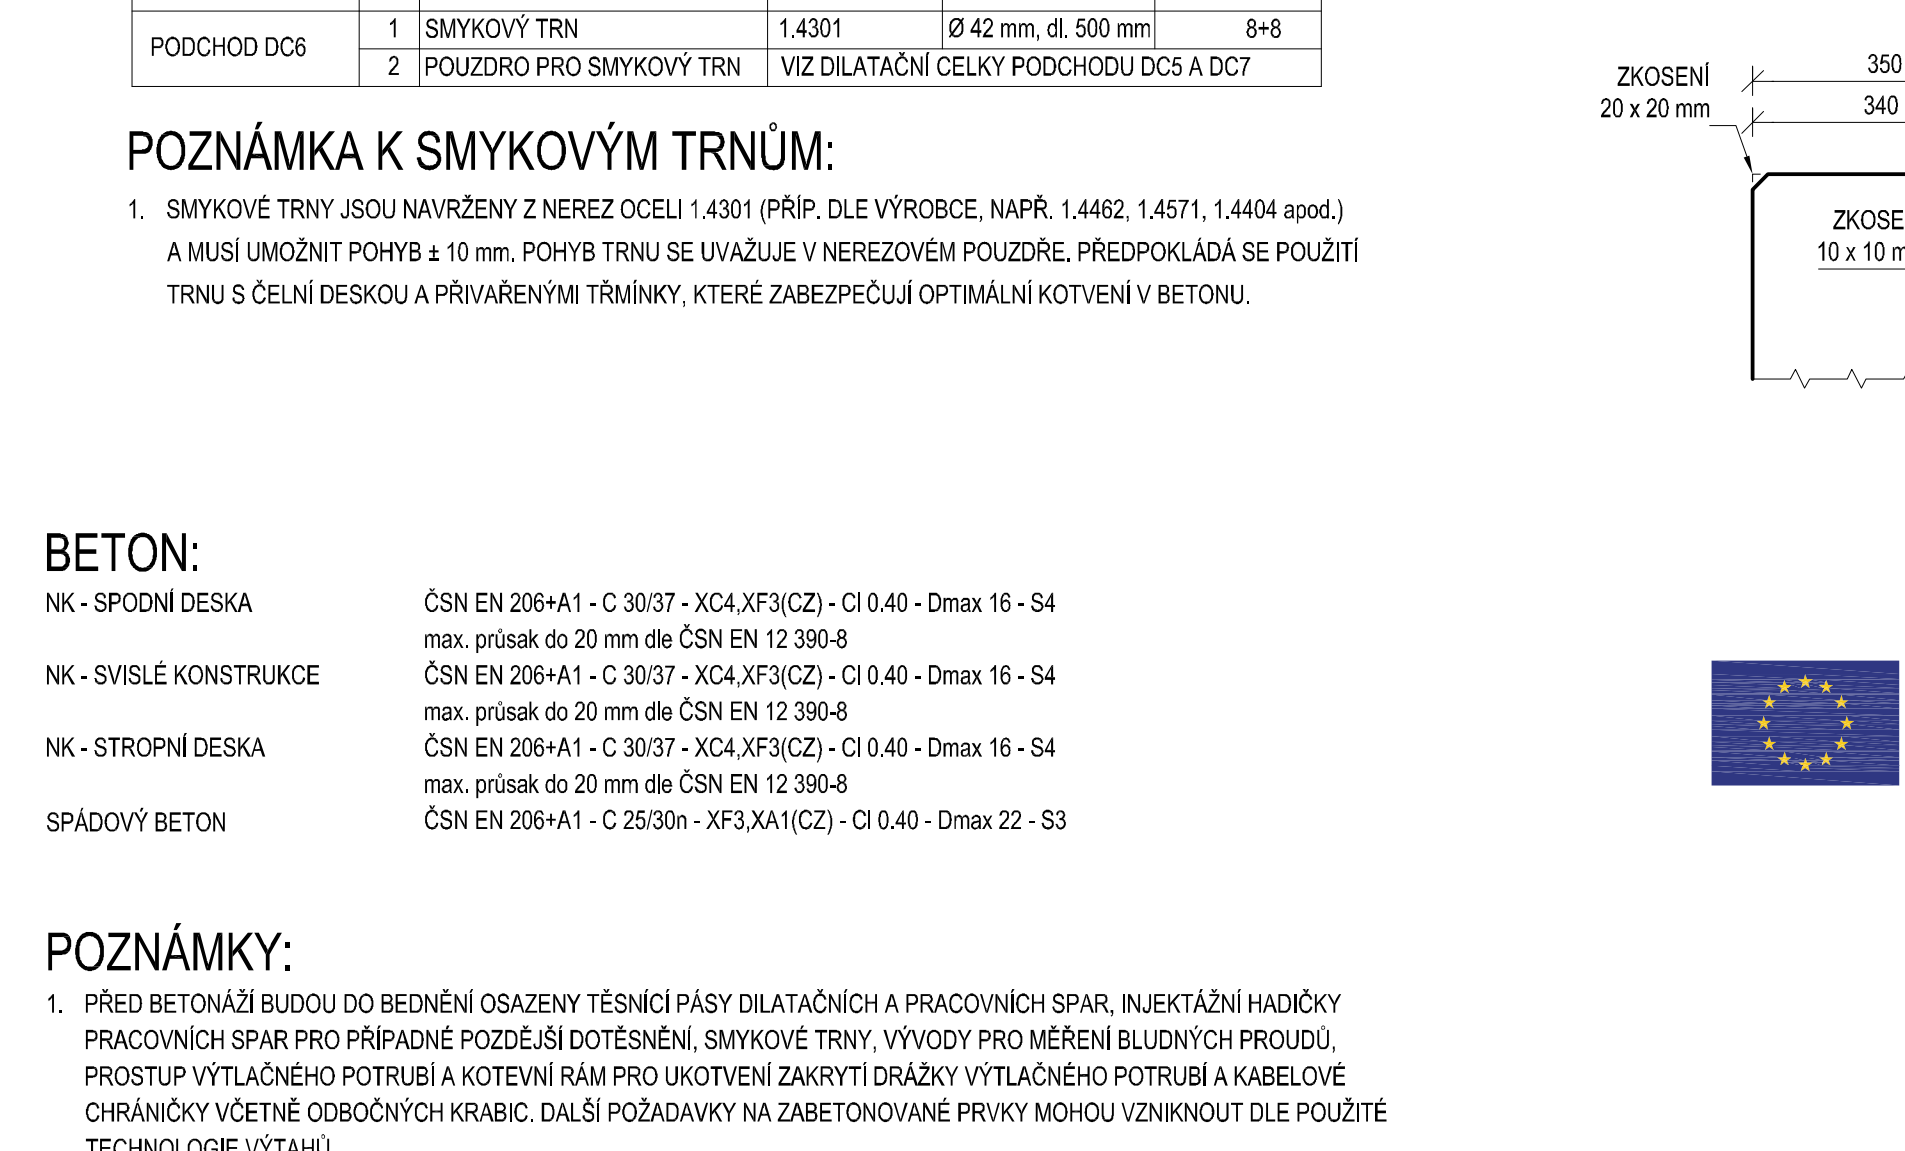 PODCHOD DC6
1 SMYKOVÝ TRN 1.4301 Ø 42 mm, dl. 500 mm 8+8
2 POUZDRO PRO SMYKOVÝ TRN VIZ DILATAČNÍ CELKY PODCHODU DC5 A DC7
POZNÁMKA K SMYKOVÝM TRNŮM:
1. SMYKOVÉ TRNY JSOU NAVRŽENY Z NEREZ OCELI 1.4301 (PŘÍP. DLE VÝROBCE, NAPŘ. 1.4462, 1.4571, 1.4404 apod.)
A MUSÍ UMOŽNIT POHYB ± 10 mm. POHYB TRNU SE UVAŽUJE V NEREZOVÉM POUZDŘE. PŘEDPOKLÁDÁ SE POUŽITÍ
TRNU S ČELNÍ DESKOU A PŘIVAŘENÝMI TŘMÍNKY, KTERÉ ZABEZPEČUJÍ OPTIMÁLNÍ KOTVENÍ V BETONU.
ZKOSENÍ
20 x 20 mm
350
340
ZKOSE
10 x 10 m
BETON:
NK - SPODNÍ DESKA ČSN EN 206+A1 - C 30/37 - XC4,XF3(CZ) - Cl 0.40 - Dmax 16 - S4
max. průsak do 20 mm dle ČSN EN 12 390-8
NK - SVISLÉ KONSTRUKCE ČSN EN 206+A1 - C 30/37 - XC4,XF3(CZ) - Cl 0.40 - Dmax 16 - S4
max. průsak do 20 mm dle ČSN EN 12 390-8
NK - STROPNÍ DESKA ČSN EN 206+A1 - C 30/37 - XC4,XF3(CZ) - Cl 0.40 - Dmax 16 - S4
max. průsak do 20 mm dle ČSN EN 12 390-8
SPÁDOVÝ BETON ČSN EN 206+A1 - C 25/30n - XF3,XA1(CZ) - Cl 0.40 - Dmax 22 - S3
POZNÁMKY:
1. PŘED BETONÁŽÍ BUDOU DO BEDNĚNÍ OSAZENY TĚSNÍCÍ PÁSY DILATAČNÍCH A PRACOVNÍCH SPAR, INJEKTÁŽNÍ HADIČKY
PRACOVNÍCH SPAR PRO PŘÍPADNÉ POZDĚJŠÍ DOTĚSNĚNÍ, SMYKOVÉ TRNY, VÝVODY PRO MĚŘENÍ BLUDNÝCH PROUDŮ,
PROSTUP VÝTLAČNÉHO POTRUBÍ A KOTEVNÍ RÁM PRO UKOTVENÍ ZAKRYTÍ DRÁŽKY VÝTLAČNÉHO POTRUBÍ A KABELOVÉ
CHRÁNIČKY VČETNĚ ODBOČNÝCH KRABIC. DALŠÍ POŽADAVKY NA ZABETONOVANÉ PRVKY MOHOU VZNIKNOUT DLE POUŽITÉ
TECHNOLOGIE VÝTAHŮ